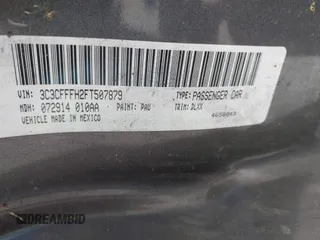 VIN: 3C3CFFFH2FT507879 TYPE: PASSENGER CAR
MDH: 072914 010AA PAINT: PAU TRIM: DLXX
VEHICLE MADE IN MEXICO
DREAMBID